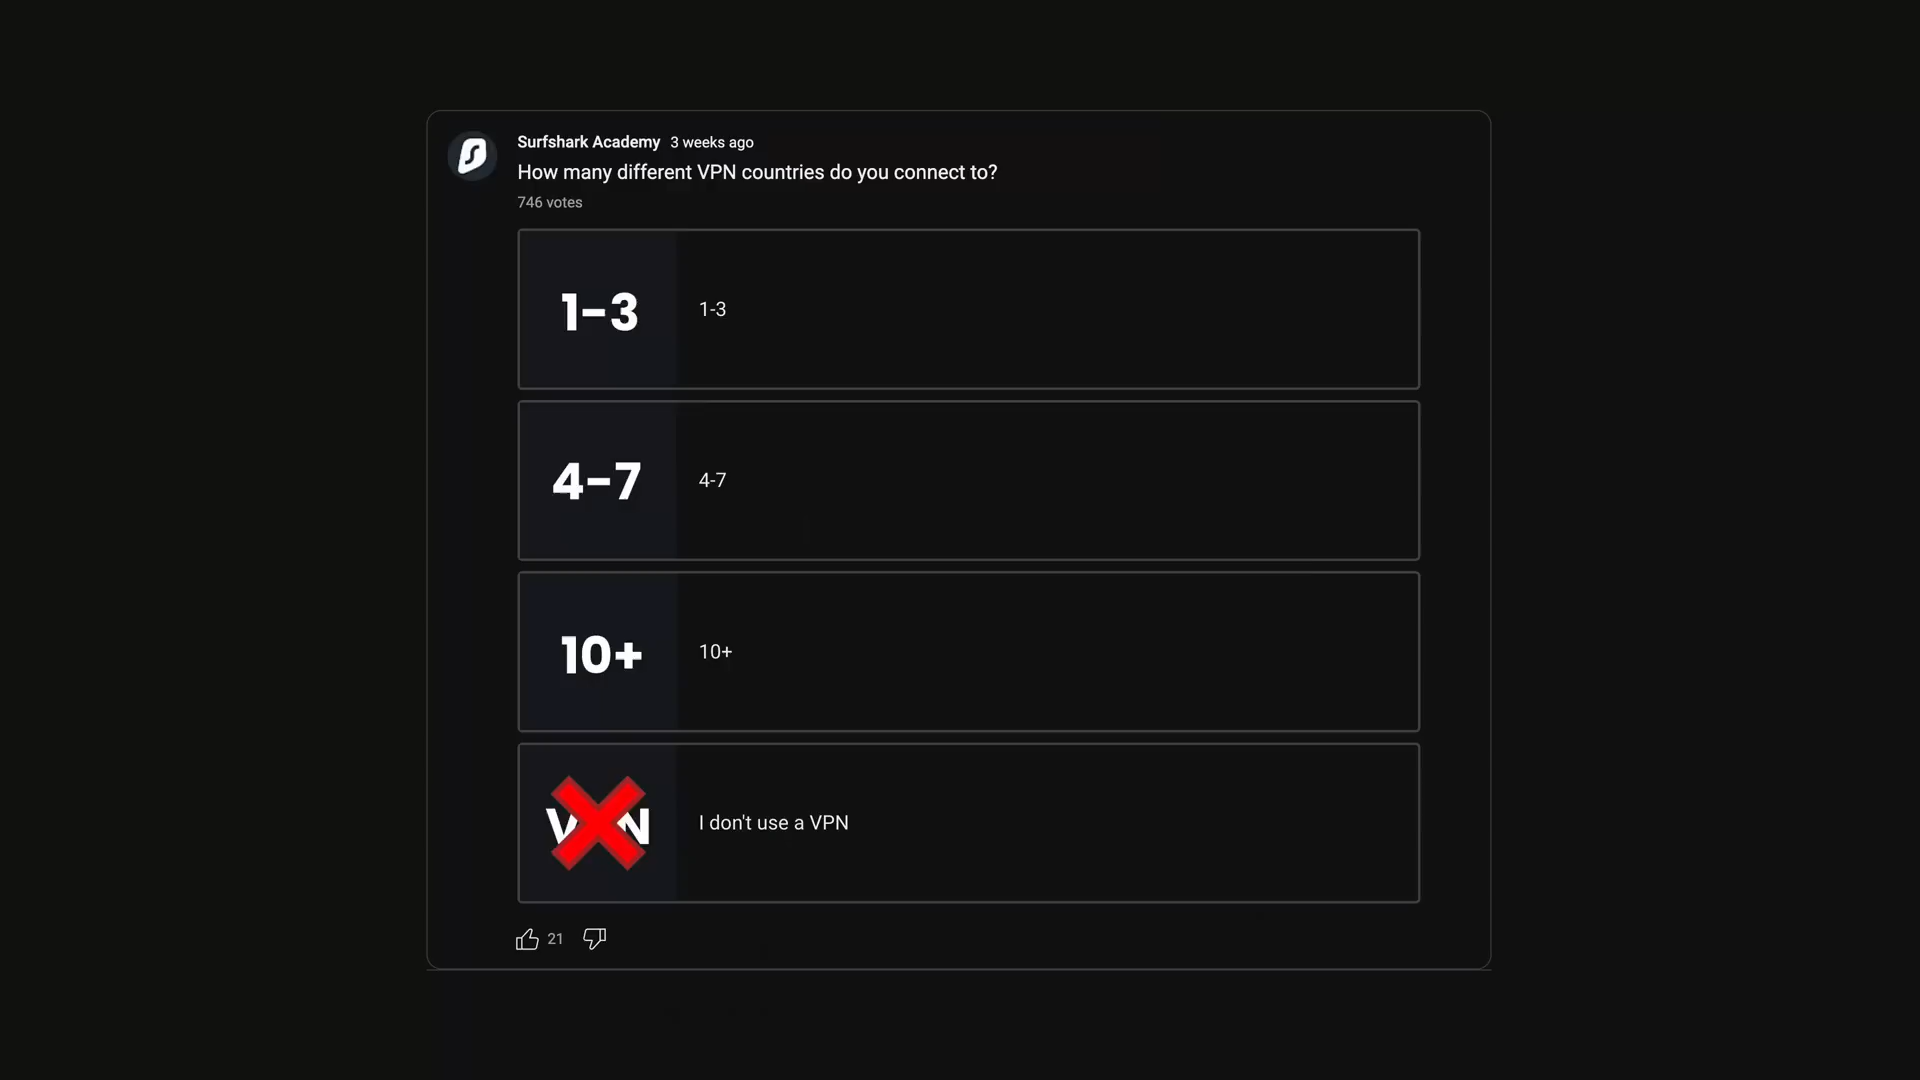 Surfshark Academy 3 weeks ago
How many different VPN countries do you connect to?
746 votes
1-3 1-3
4-7 4-7
10+ 10+
I don't use a VPN
21